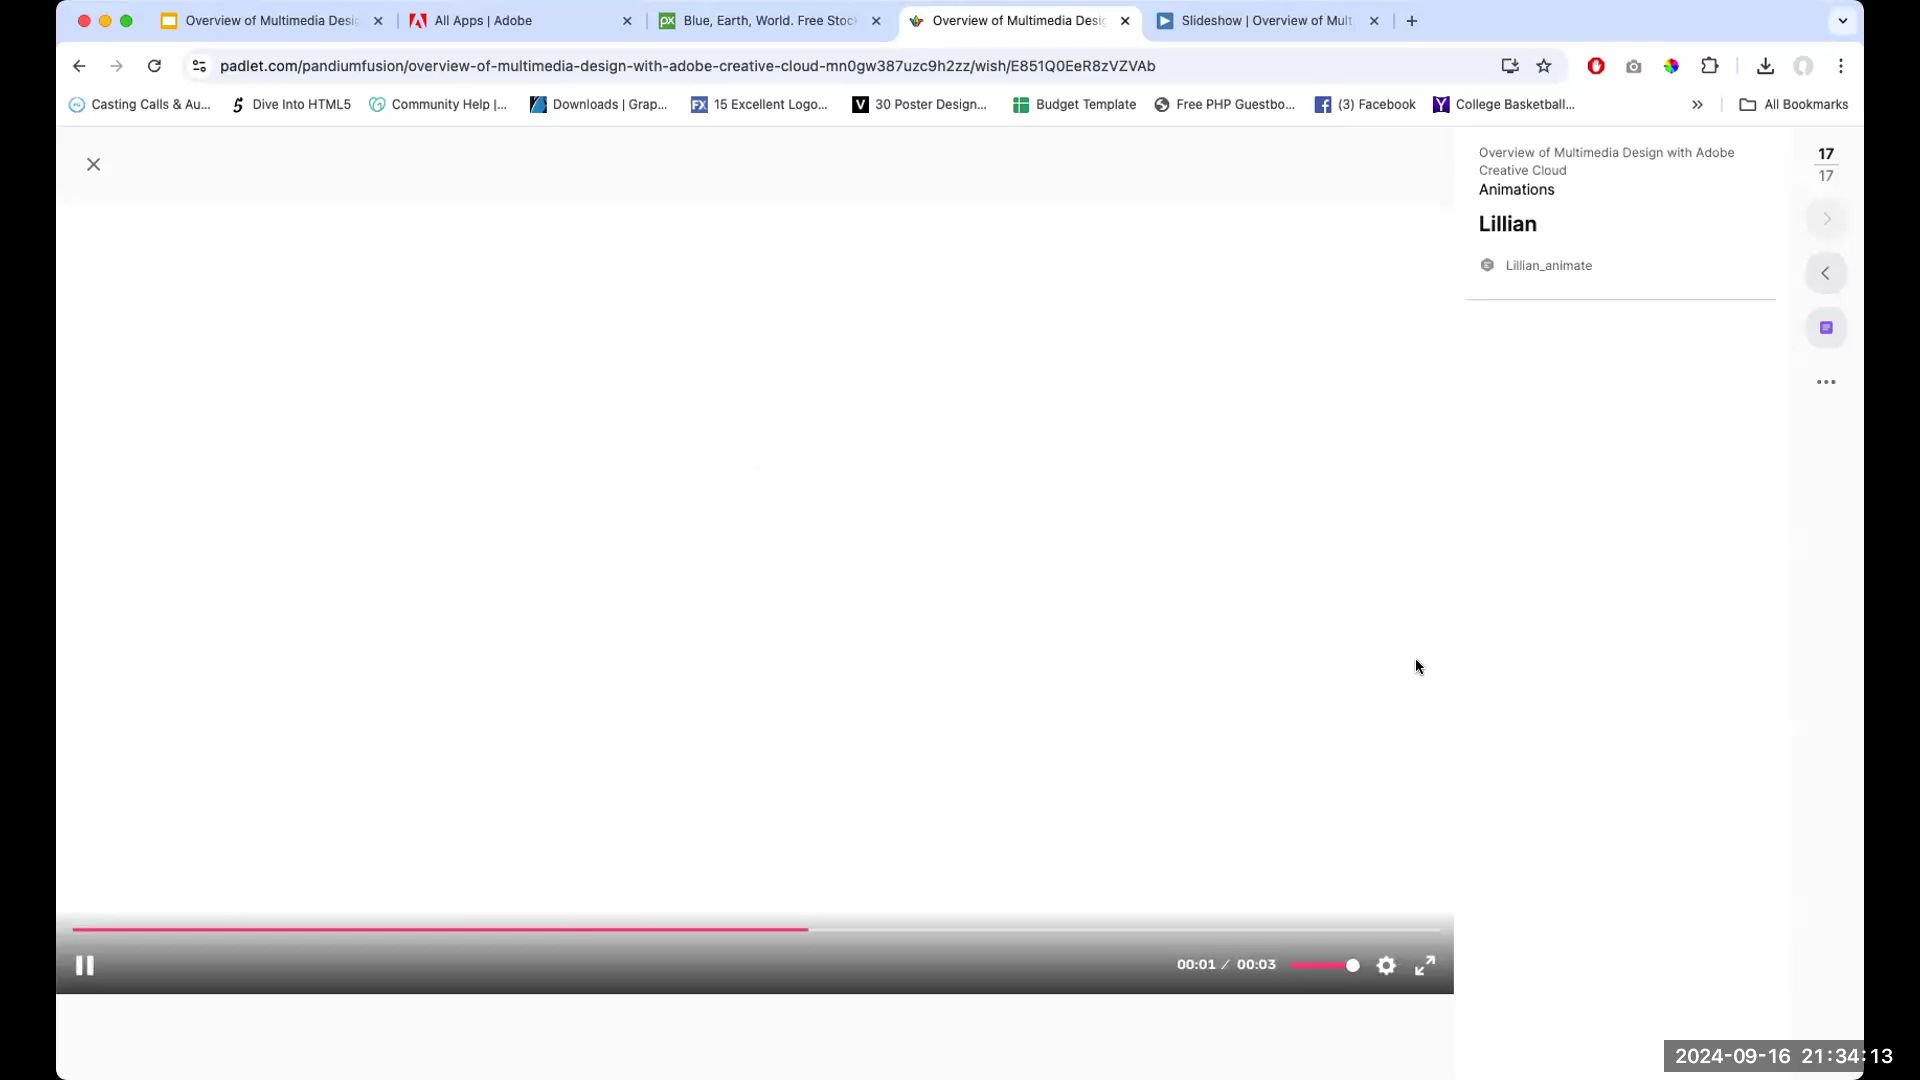 Overview of Multimedia Desig
All Apps | Adobe
Blue, Earth, World. Free Stoc
Overview of Multimedia Desig
Slideshow | Overview of Mult
padlet.com/pandiumfusion/overview-of-multimedia-design-with-adobe-creative-cloud-mn0gw387uzc9h2zz/wish/E851Q0EeR8zVZVAb
Casting Calls & Au...
Dive Into HTML5
Community Help |...
Downloads | Grap...
15 Excellent Logo...
30 Poster Design...
Budget Template
Free PHP Guestbo...
(3) Facebook
College Basketball...
All Bookmarks
Overview of Multimedia Design with Adobe
Creative Cloud
Animations
Lillian
Lillian_animate
17
17
00:01 / 00:03
2024-09-16 21:34:13